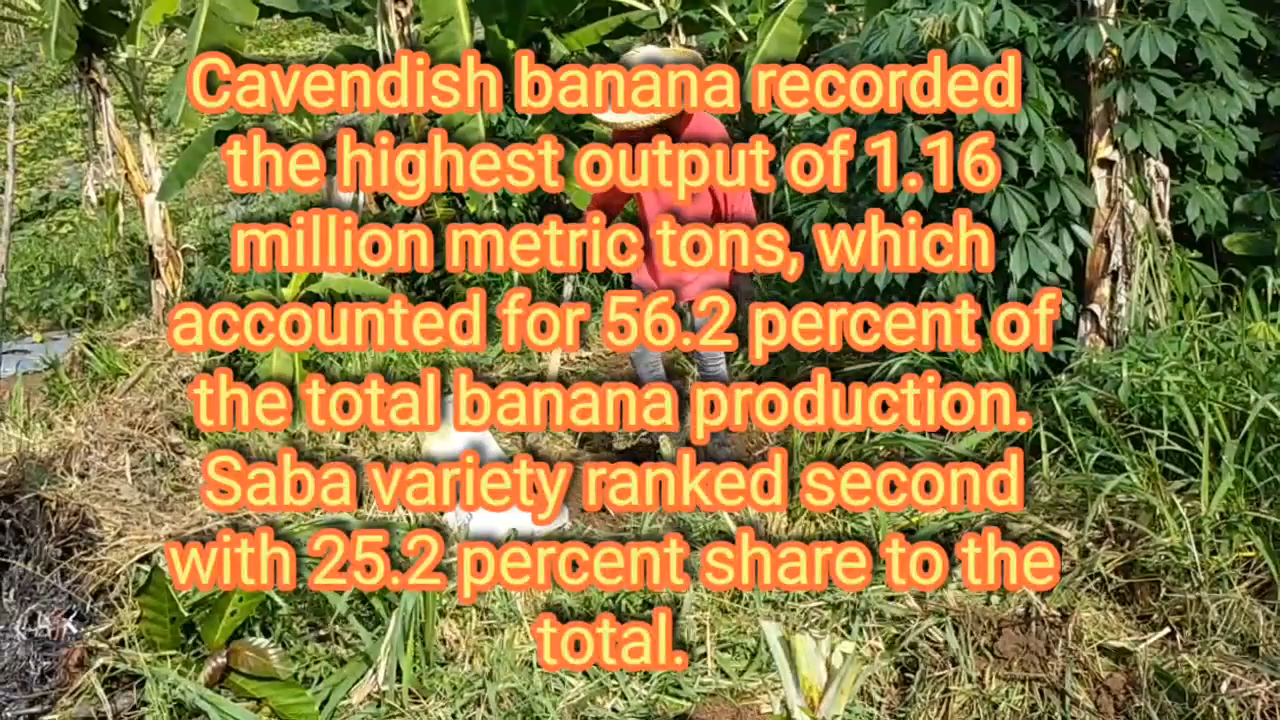 Cavendish banana recorded
the highest output of 1.16
million metric tons, which
accounted for 56.2 percent of
the total banana production.
Saba variety ranked second
with 25.2 percent share to the
total.